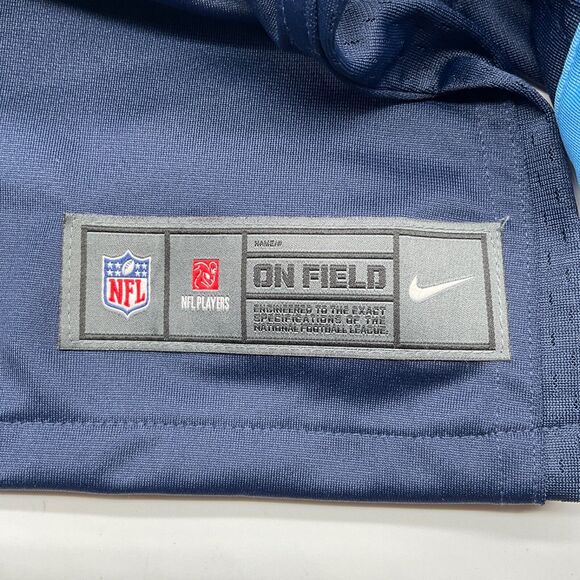 NFL
NFL PLAYERS
NAME/#
ON FIELD
ENGINEERED TO THE EXACT
SPECIFICATIONS OF THE
NATIONAL FOOTBALL LEAGUE.